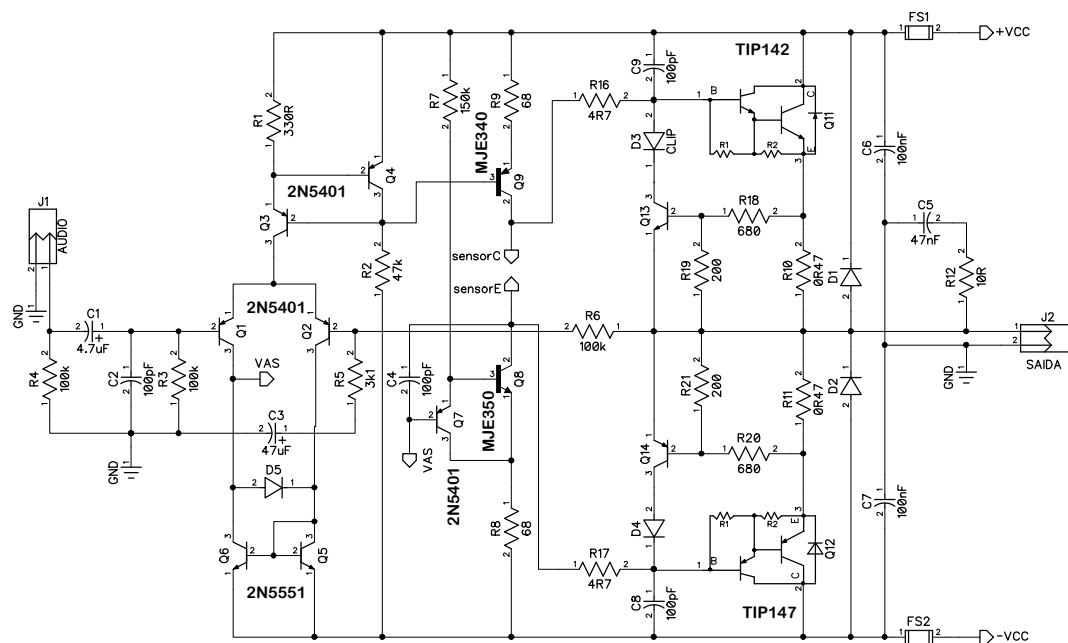 FS1
1 2
+VCC
TIP142
C9
100pF
R1
330R
R7
150k
R9
68
R16
4R7
D3
CLIP
B
C
E
Q11
R1
R2
C6
100nF
MJE340
Q4
Q9
2N5401
Q3
J1
AUDIO
Q13
R18
680
C5
47nF
R2
47k
sensorC
sensorE
R19
200
R10
0R47
D1
R12
10R
GND
C1
4.7uF
2N5401
Q1
Q2
R6
100k
J2
SAIDA
R4
100k
C2
100pF
R3
100k
VAS
R5
3k1
C4
100pF
Q8
MJE350
Q7
R21
200
R11
0R47
D2
GND
C3
47uF
VAS
Q14
R20
680
GND
D5
2N5401
R8
68
D4
R1
R2
E
B
C
Q12
C7
100nF
Q6
Q5
R17
4R7
2N5551
C8
100pF
TIP147
FS2
1 2
-VCC